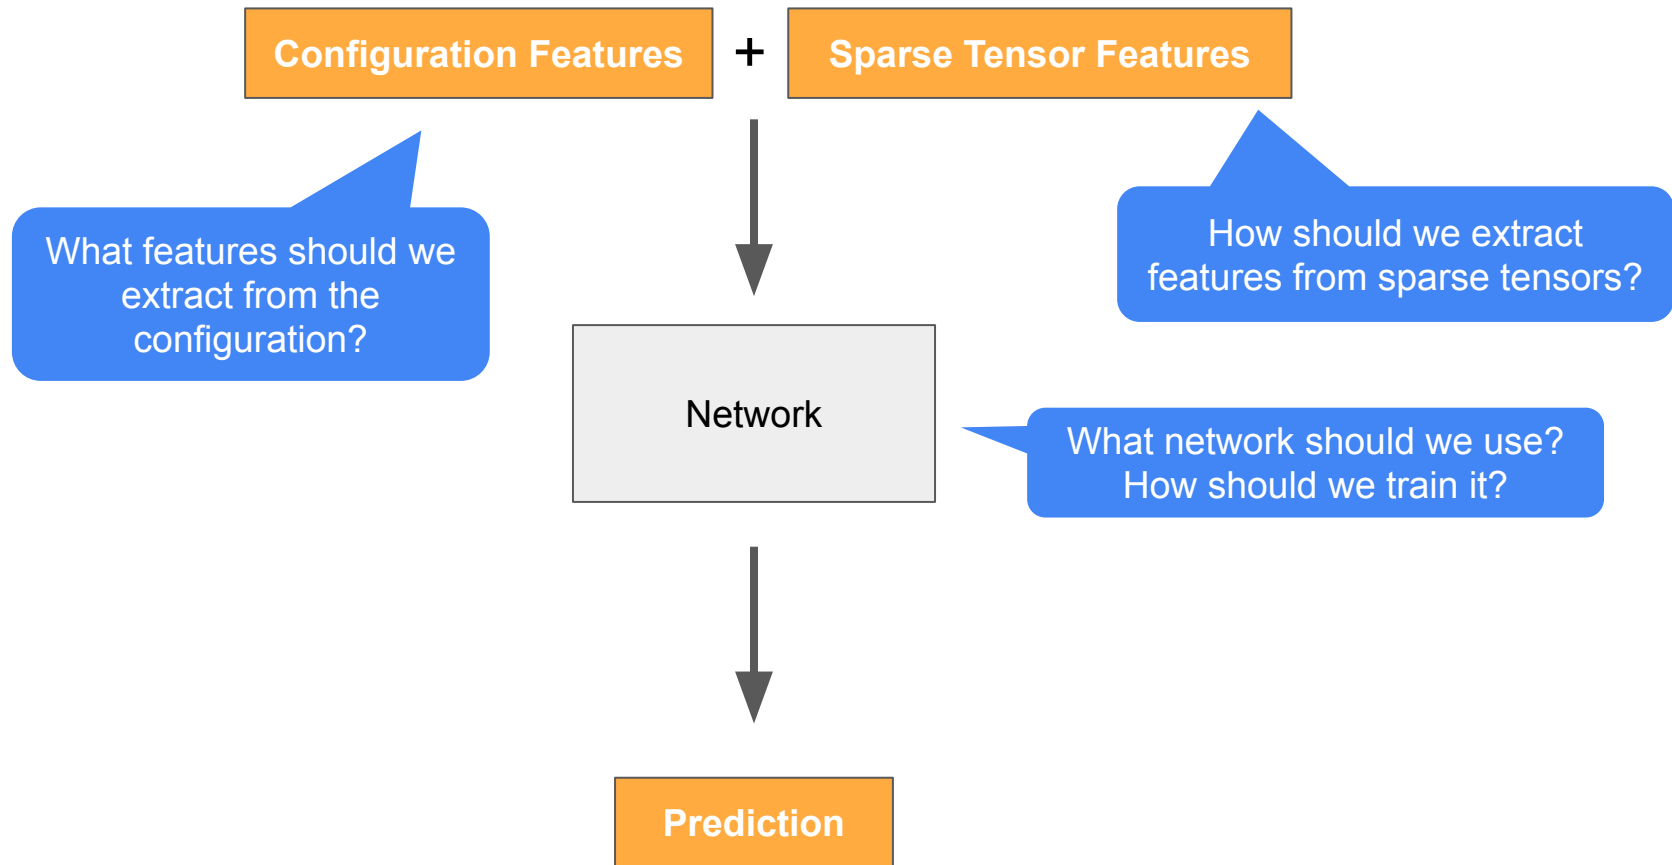 Configuration Features + Sparse Tensor Features
What features should we
extract from the
configuration?
How should we extract
features from sparse tensors?
Network
What network should we use?
How should we train it?
Prediction